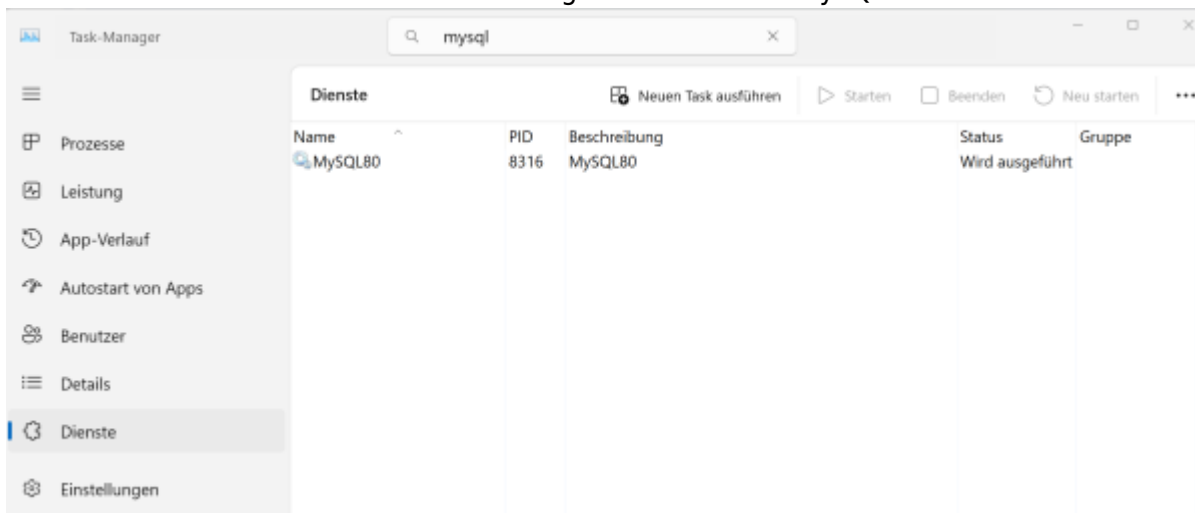 Task-Manager
mysql
Dienste
Neuen Task ausführen
Starten
Beenden
Neu starten
Name PID Beschreibung Status Gruppe
MySQL80 8316 MySQL80 Wird ausgeführt
Prozesse
Leistung
App-Verlauf
Autostart von Apps
Benutzer
Details
Dienste
Einstellungen